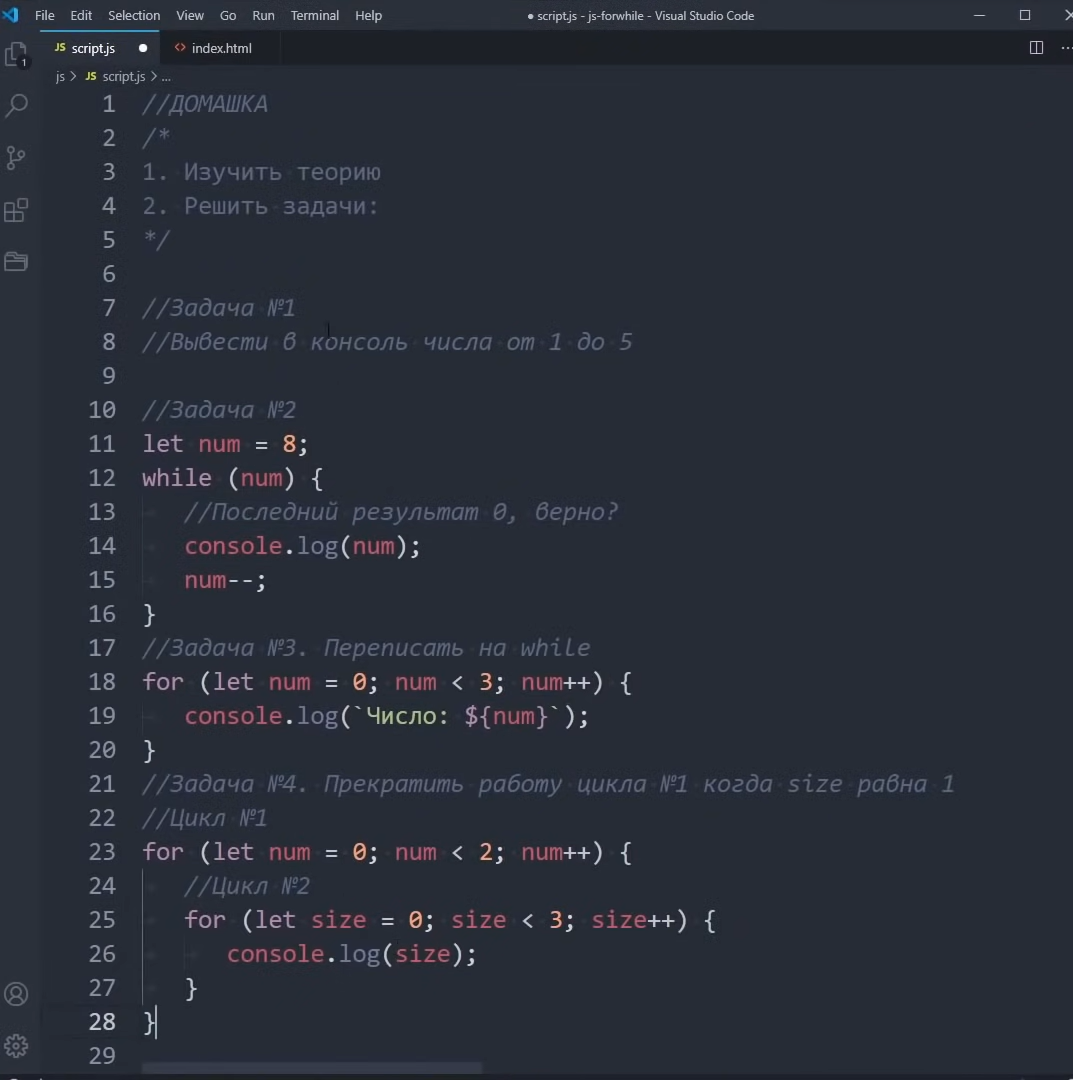 File Edit Selection View Go Run Terminal Help ● script.js - js-forwhile - Visual Studio Code
JS script.js ● <> index.html
1
js > JS script.js > ...
1 //ДОМАШКА
2 /*
3 1. Изучить теорию
4 2. Решить задачи:
5 */
6
7 //Задача №1
8 //Вывести в консоль числа от 1 до 5
9
10 //Задача №2
11 let num = 8;
12 while (num) {
13 //Последний результат 0, верно?
14 console.log(num);
15 num--;
16 }
17 //Задача №3. Переписать на while
18 for (let num = 0; num < 3; num++) {
19 console.log(`Число: ${num}`);
20 }
21 //Задача №4. Прекратить работу цикла №1 когда size равна 1
22 //Цикл №1
23 for (let num = 0; num < 2; num++) {
24 //Цикл №2
25 for (let size = 0; size < 3; size++) {
26 console.log(size);
27 }
28 }
29